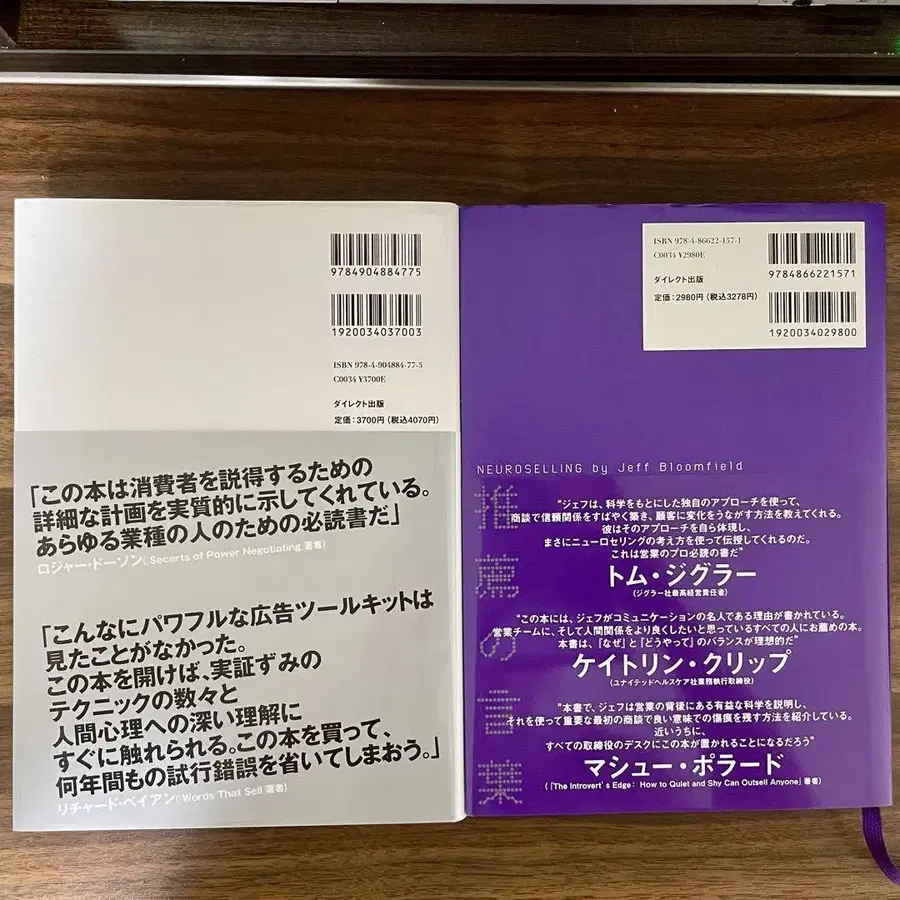 9784904884775
1920034037003
ISBN 978-4-904884-77-5
C0034 ¥3700E
ダイレクト出版
定価：3700円（税込4070円）
「この本は消費者を説得するための
詳細な計画を実質的に示してくれている。
あらゆる業種の人のための必読書だ」
ロジャー・ドーソン（「Secerts of Power Negotiating」著者）
「こんなにパワフルな広告ツールキットは
見たことがなかった。
この本を開けば、実証ずみの
テクニックの数々と
人間心理への深い理解に
すぐに触れられる。この本を買って、
何年間もの試行錯誤を省いてしまおう。」
リチャード・ベイアン（「Words That Sell」著者）
ISBN 978-4-86622-157-1
C0034 ¥2980E
ダイレクト出版
定価：2980円（税込3278円）
9784866221571
1920034029800
NEUROSELLING by Jeff Bloomfield
推薦の言葉
“ジェフは、科学をもとにした独自のアプローチを使って、
商談で信頼関係をすばやく築き、顧客に変化をうながす方法を教えてくれる。
彼はそのアプローチを自ら体現し、
まさにニューロセリングの考え方を使って伝授してくれるのだ。
これは営業のプロ必読の書だ”
トム・ジグラー
（ジグラー社最高経営責任者）
“この本には、ジェフがコミュニケーションの名人である理由が書かれている。
営業チームに、そして人間関係をより良くしたいと思っているすべての人にお薦めの本。
本書は、「なぜ」と「どうやって」のバランスが理想的だ”
ケイトリン・クリップ
（ユナイテッドヘルスケア社業務執行取締役）
“本書で、ジェフは営業の背後にある有益な科学を説明し、
それを使って重要な最初の商談で良い意味での傷痕を残す方法を紹介している。
近いうちに、
すべての取締役のデスクにこの本が置かれることになるだろう”
マシュー・ポラード
（「The Introvert's Edge: How to Quiet and Shy Can Outsell Anyone」著者）